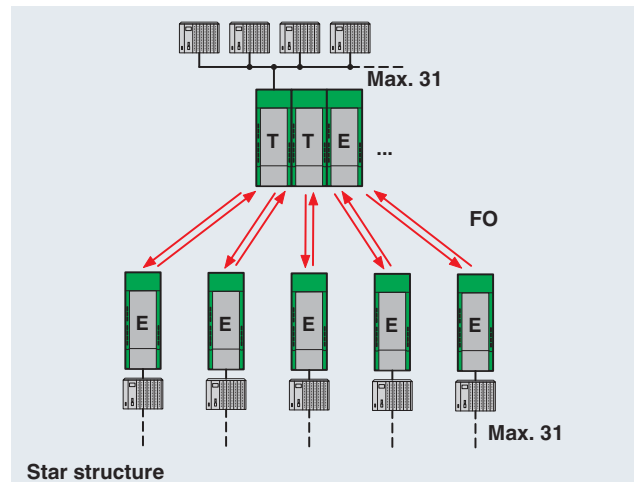 Max. 31
T T E ...
FO
E E E E E
Max. 31
Star structure